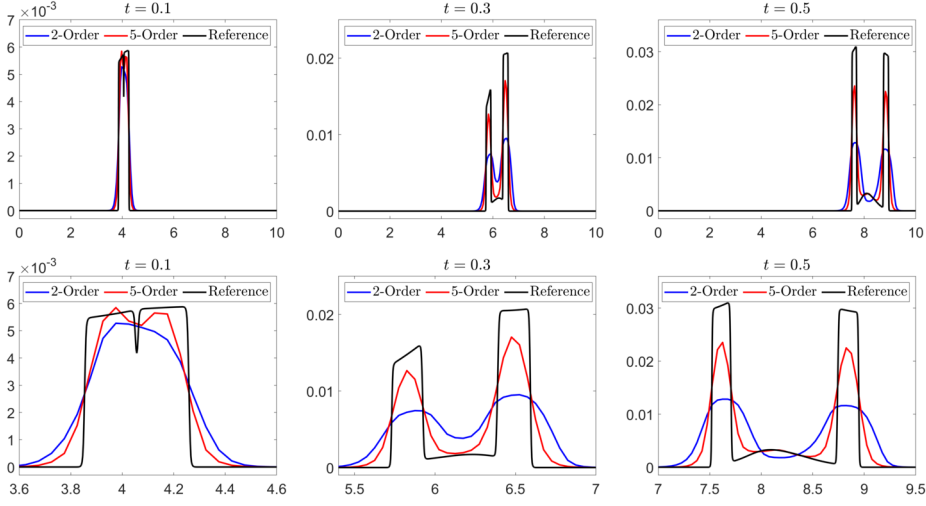 t = 0.1
×10⁻³
2-Order 5-Order Reference
7
6
5
4
3
2
1
0
0 2 4 6 8 10
t = 0.3
2-Order 5-Order Reference
0.02
0.01
0
0 2 4 6 8 10
t = 0.5
2-Order 5-Order Reference
0.03
0.02
0.01
0
0 2 4 6 8 10
t = 0.1
×10⁻³
2-Order 5-Order Reference
7
6
5
4
3
2
1
0
3.6 3.8 4 4.2 4.4 4.6
t = 0.3
2-Order 5-Order Reference
0.02
0.01
0
5.5 6 6.5 7
t = 0.5
2-Order 5-Order Reference
0.03
0.02
0.01
0
7 7.5 8 8.5 9 9.5